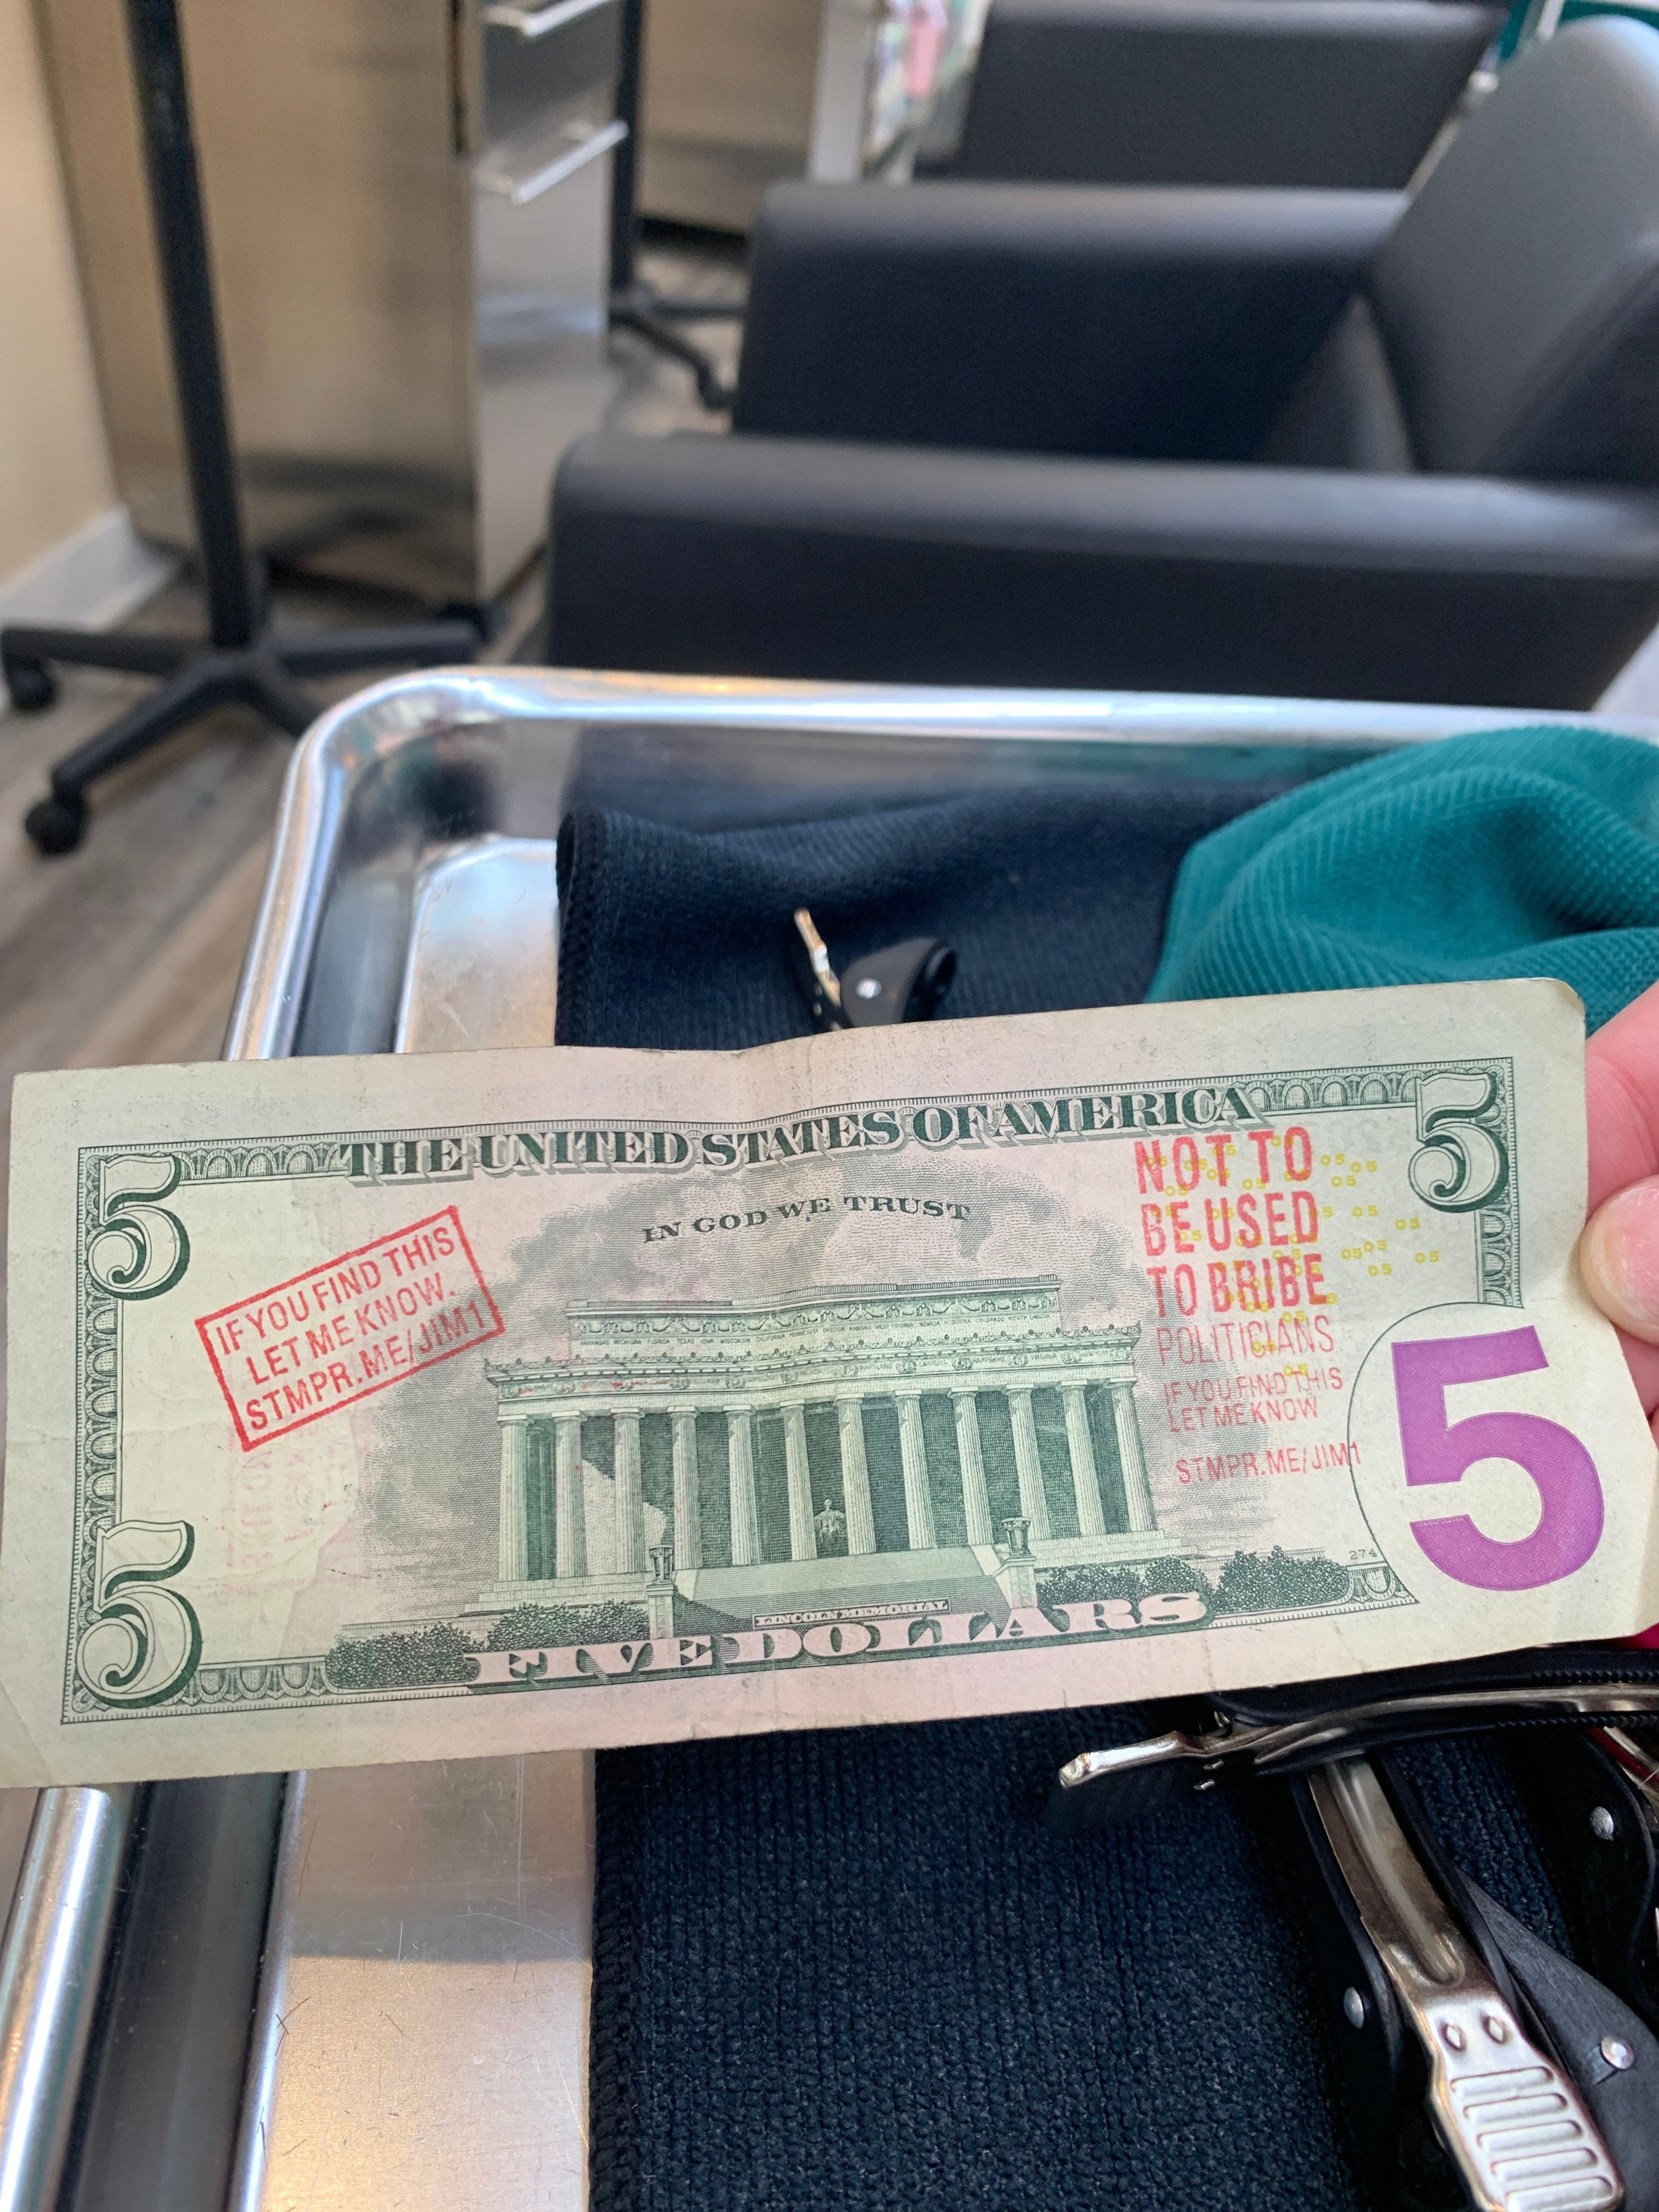 THE UNITED STATES OF AMERICA
5
5
IN GOD WE TRUST
NOT TO
BE USED
TO BRIBE
POLITICIANS
IF YOU FIND THIS
LET ME KNOW
STMPR.ME/JIM1
IF YOU FIND THIS
LET ME KNOW.
STMPR.ME/JIM1
5
5
274
LINCOLN MEMORIAL
FIVE DOLLARS